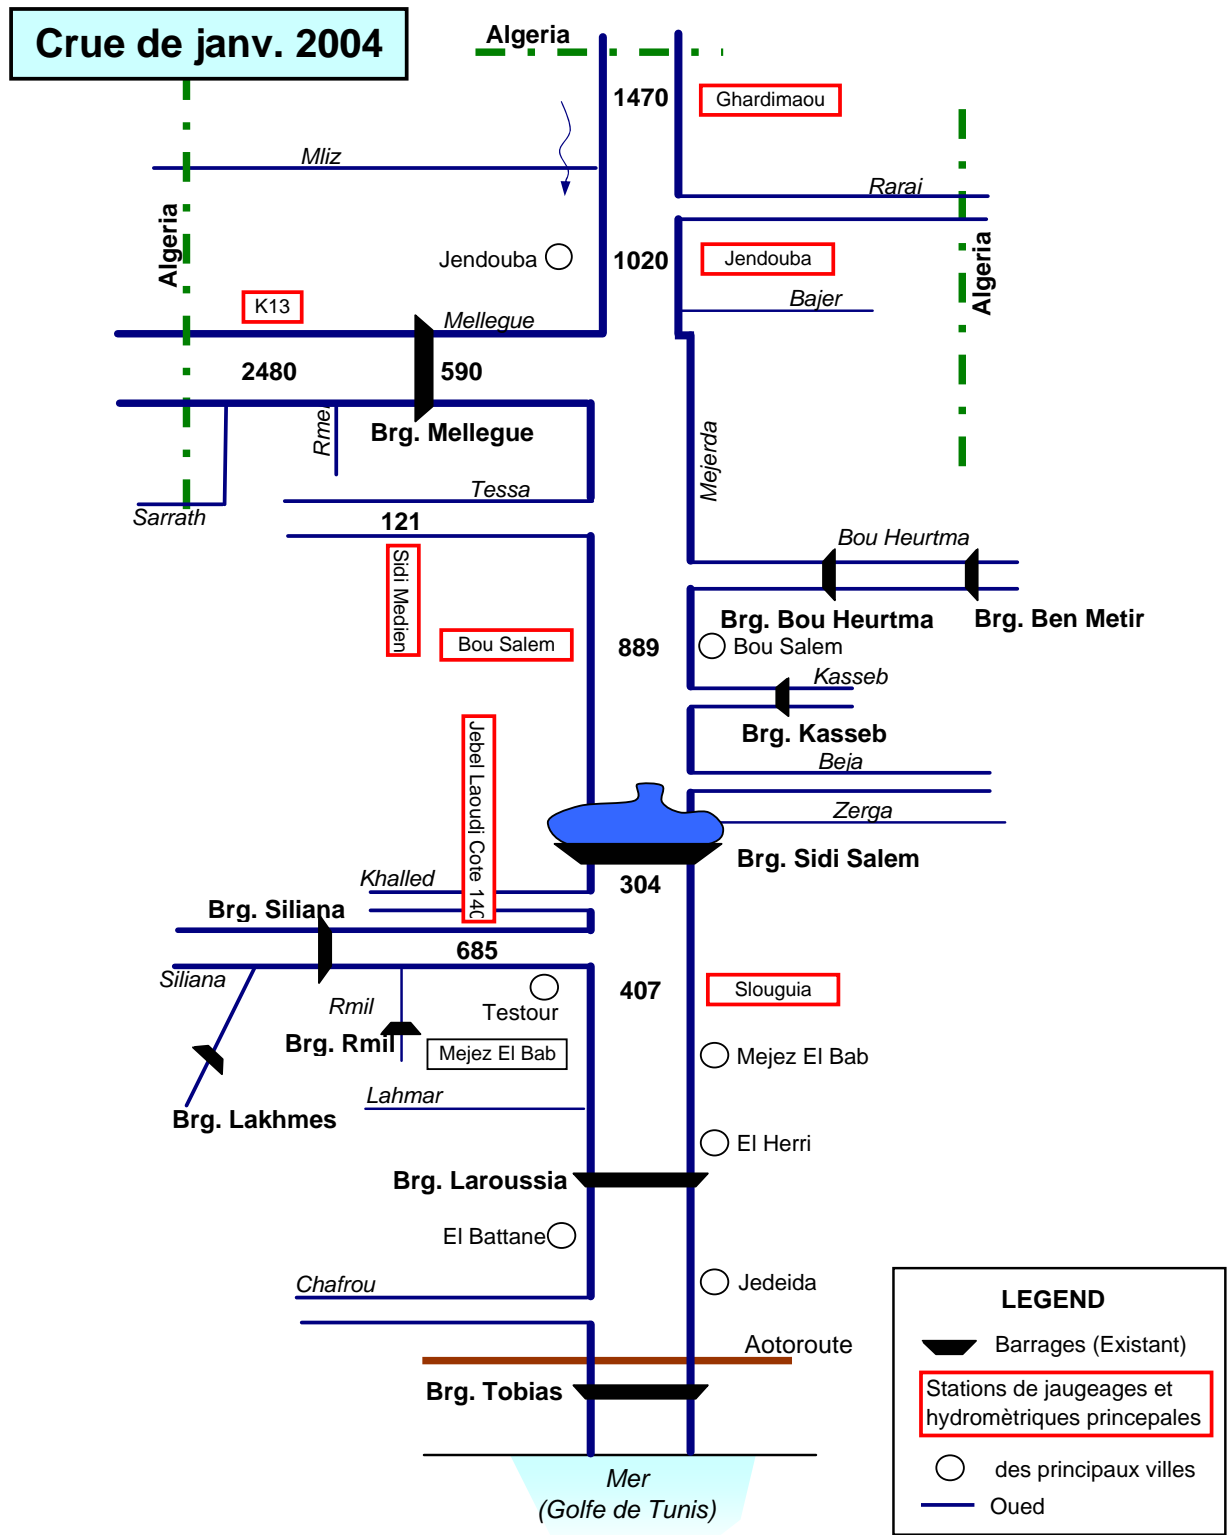 Crue de janv. 2004
Algeria
1470
Ghardimaou
Mliz
Rarai
Algeria
Jendouba
1020
Jendouba
Algeria
K13
Mellegue
Bajer
2480
590
Brg. Mellegue
Rmel
Mejerda
Sarrath
Tessa
121
Sidi Medien
Bou Heurtma
Brg. Bou Heurtma
Brg. Ben Metir
Bou Salem
889
Bou Salem
Kasseb
Brg. Kasseb
Jebel Laoudj Cote 140
Beja
Zerga
Brg. Sidi Salem
Khalled
304
Brg. Siliana
685
Siliana
Rmil
Testour
407
Slouguia
Brg. Rmil
Mejez El Bab
Mejez El Bab
Lahmar
Brg. Lakhmes
El Herri
Brg. Laroussia
El Battane
Chafrou
Jedeida
Aotoroute
Brg. Tobias
Mer
(Golfe de Tunis)
LEGEND
Barrages (Existant)
Stations de jaugeages et
hydromètriques princepales
des principaux villes
Oued